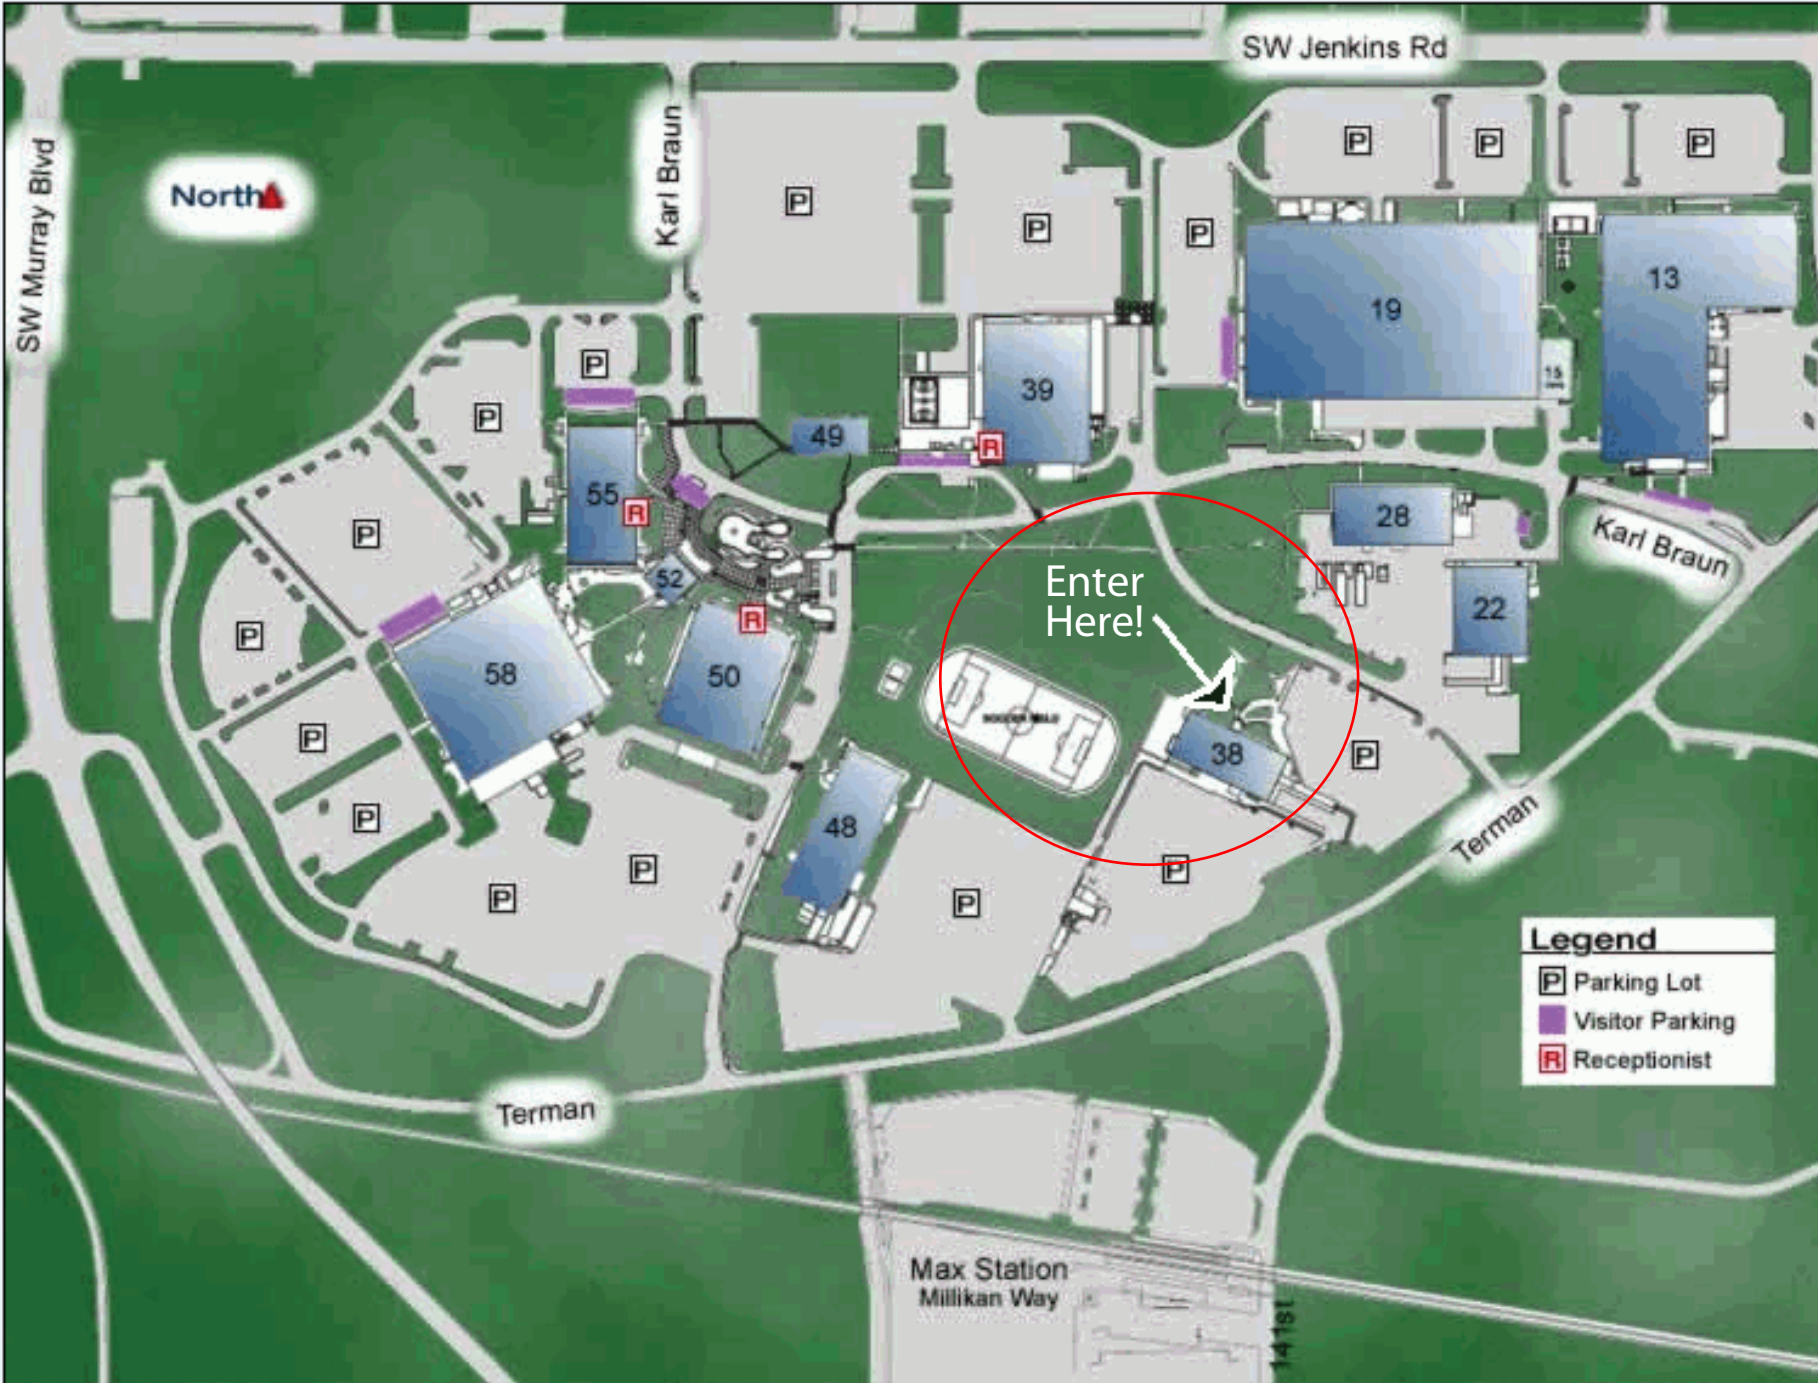 SW Jenkins Rd
Karl Braun
SW Murray Blvd
North
P
P
P
P
P
P
P
19
13
15
39
R
49
P
P
55
R
28
Karl Braun
P
52
R
22
Enter
Here!
P
58
50
38
P
P
P
48
P
P
P
P
P
Terman
Legend
P Parking Lot
Visitor Parking
R Receptionist
Terman
Max Station
Millikan Way
141st